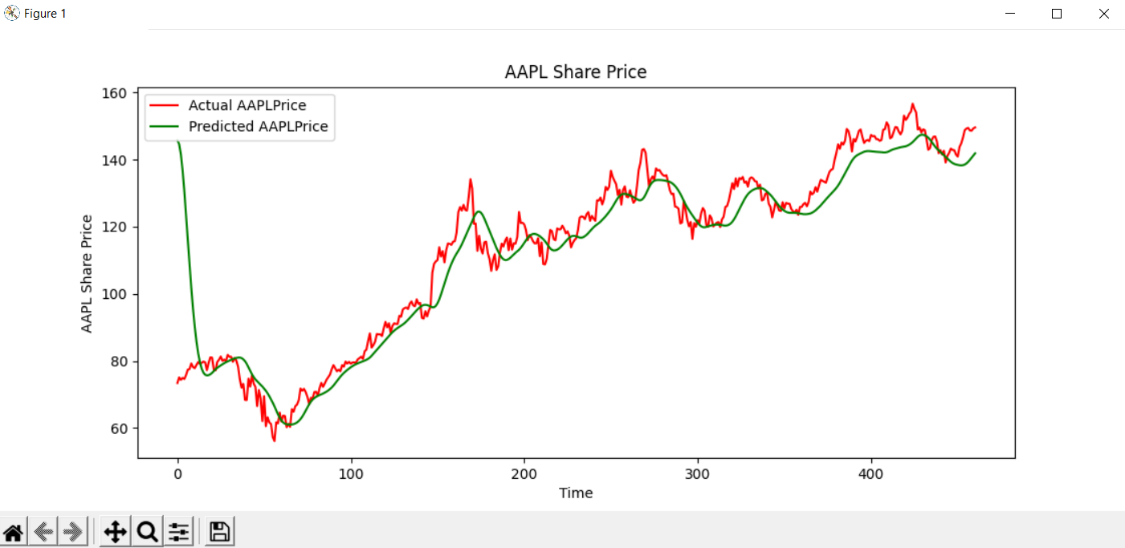 Figure 1
AAPL Share Price
Actual AAPLPrice
Predicted AAPLPrice
160
140
120
100
80
60
AAPL Share Price
0 100 200 300 400
Time